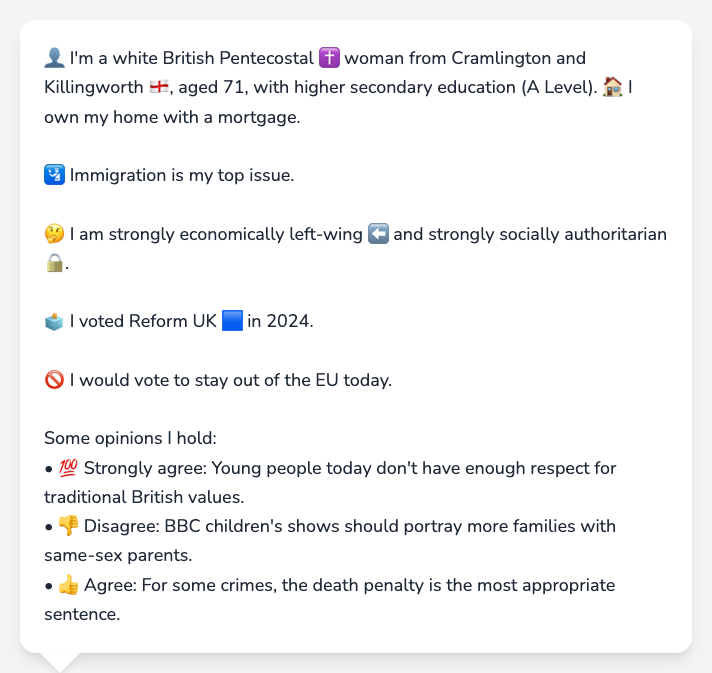 👤 I'm a white British Pentecostal ✝️ woman from Cramlington and
Killingworth 🏴󠁧󠁢󠁥󠁮󠁧󠁿, aged 71, with higher secondary education (A Level). 🏠 I
own my home with a mortgage.
🛂 Immigration is my top issue.
🤔 I am strongly economically left-wing ⬅️ and strongly socially authoritarian
🔒.
🗳️ I voted Reform UK 🟦 in 2024.
🚫 I would vote to stay out of the EU today.
Some opinions I hold:
• 💯 Strongly agree: Young people today don't have enough respect for
traditional British values.
• 👎 Disagree: BBC children's shows should portray more families with
same-sex parents.
• 👍 Agree: For some crimes, the death penalty is the most appropriate
sentence.